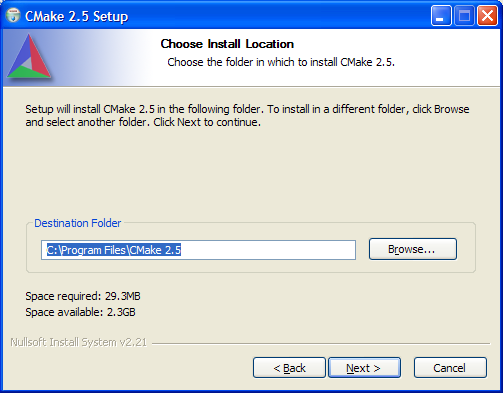 CMake 2.5 Setup
Choose Install Location
Choose the folder in which to install CMake 2.5.
Setup will install CMake 2.5 in the following folder. To install in a different folder, click Browse
and select another folder. Click Next to continue.
Destination Folder
C:\Program Files\CMake 2.5
Browse...
Space required: 29.3MB
Space available: 2.3GB
Nullsoft Install System v2.21
< Back
Next >
Cancel